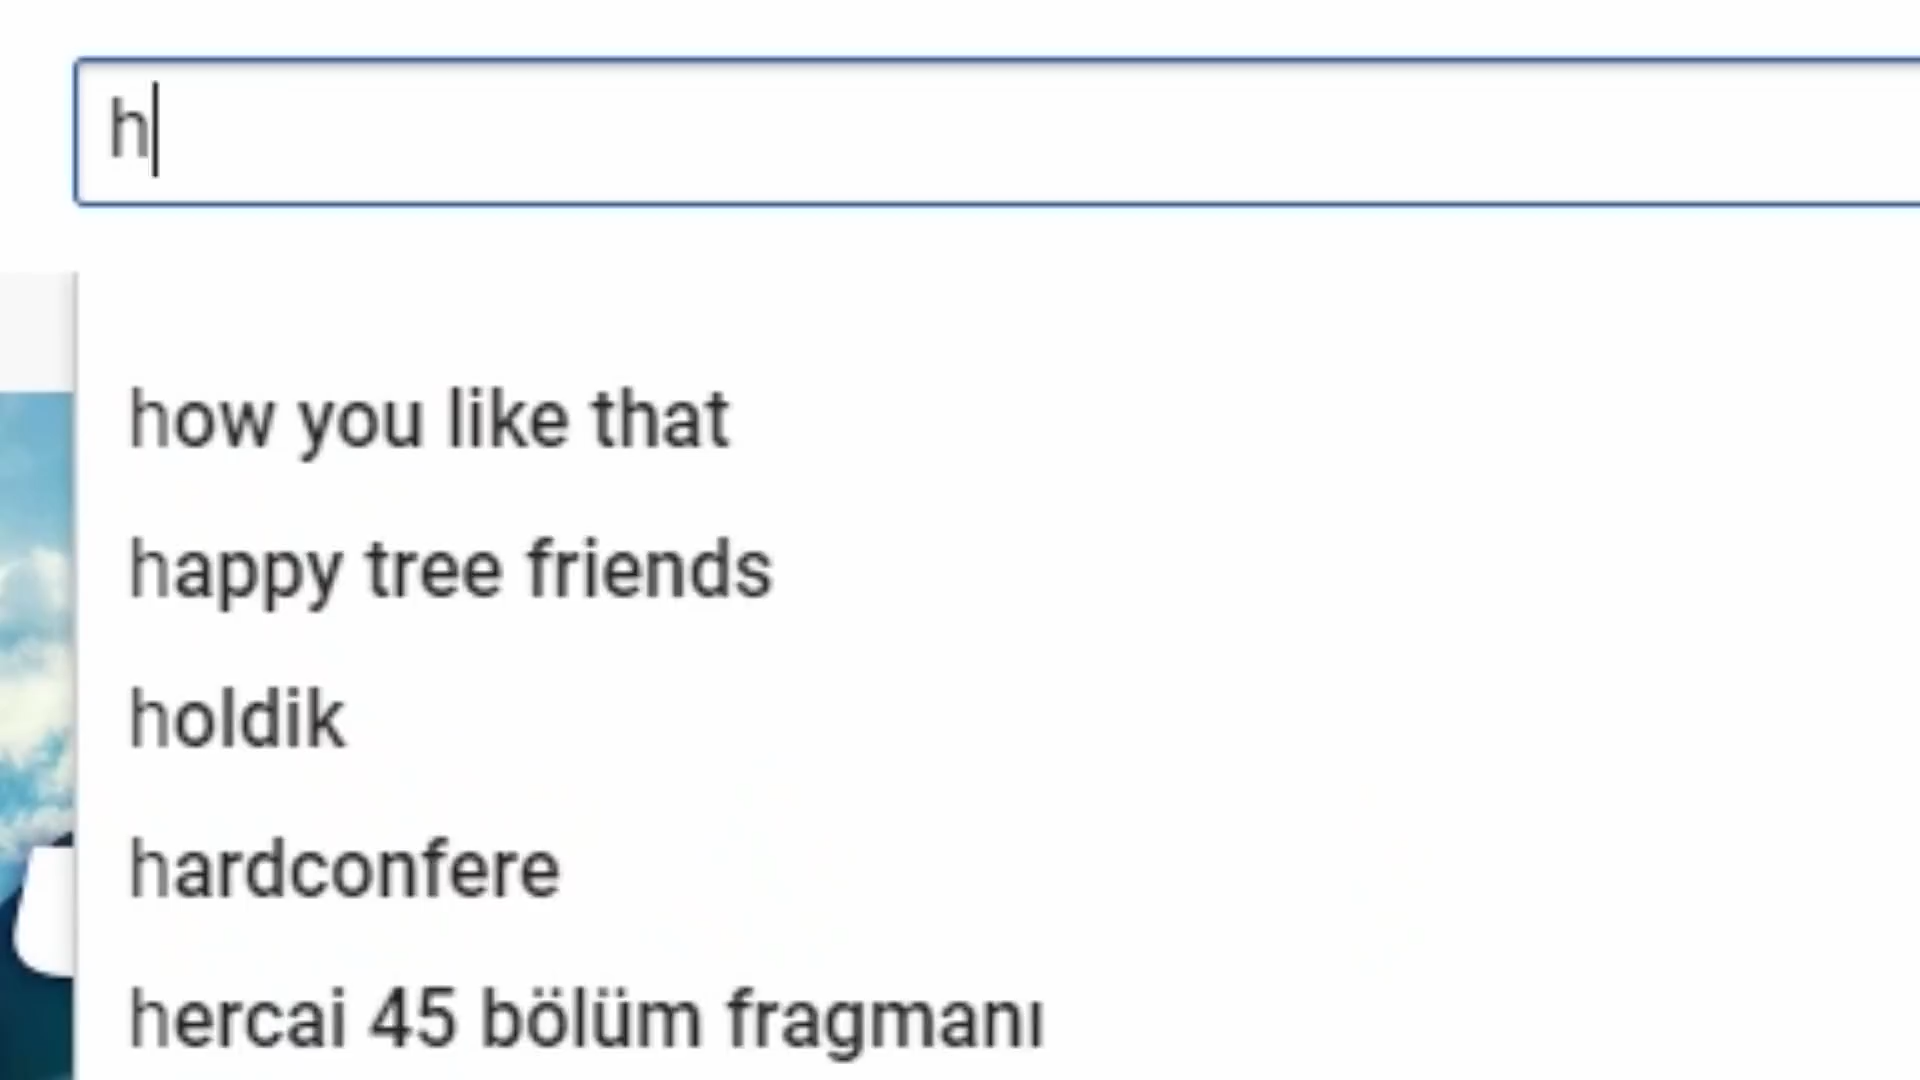 h
how you like that
happy tree friends
holdik
hardconfere
hercai 45 bölüm fragmanı